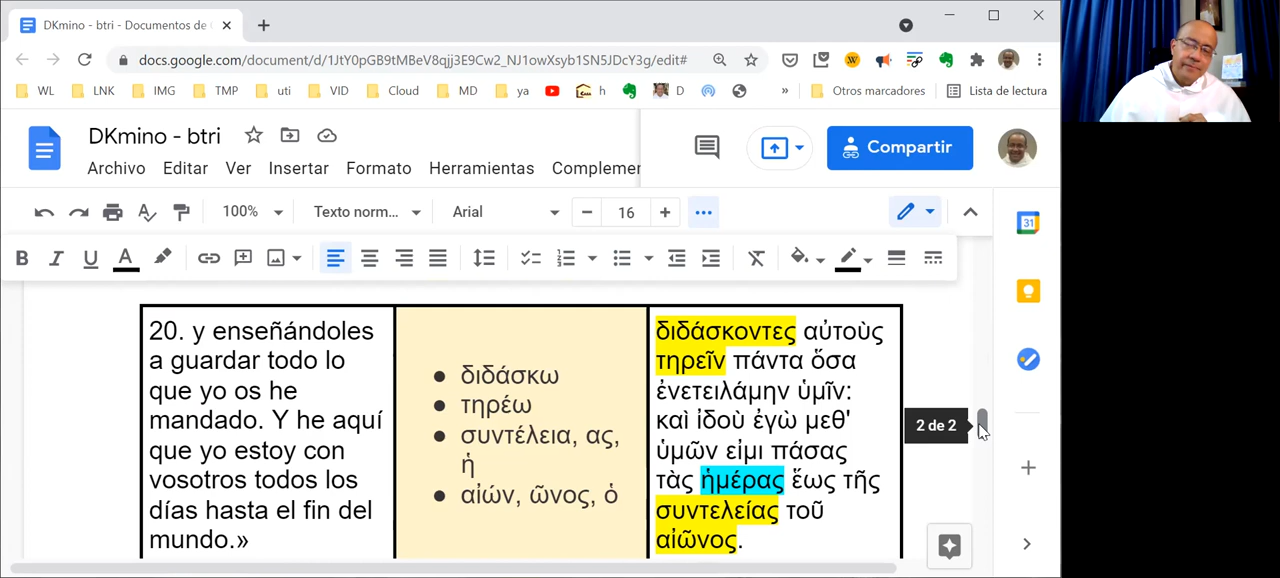 DKmino - btri - Documentos de
docs.google.com/document/d/1JtY0pGB9tMBeV8qjj3E9Cw2_NJ1owXsyb1SN5JDcY3g/edit#
WL LNK IMG TMP uti VID Cloud MD ya h D » Otros marcadores Lista de lectura
DKmino - btri
Compartir
Archivo Editar Ver Insertar Formato Herramientas Complemen
100% Texto norm... Arial 16
B I U A
31
20. y enseñándoles
a guardar todo lo
que yo os he
mandado. Y he aquí
que yo estoy con
vosotros todos los
días hasta el fin del
mundo.»
διδάσκω
τηρέω
συντέλεια, ας,
ἡ
αἰών, ῶνος, ὁ
διδάσκοντες αὐτοὺς
τηρεῖν πάντα ὅσα
ἐνετειλάμην ὑμῖν:
καὶ ἰδοὺ ἐγὼ μεθ'
ὑμῶν εἰμι πάσας
τὰς ἡμέρας ἕως τῆς
συντελείας τοῦ
αἰῶνος.
2 de 2